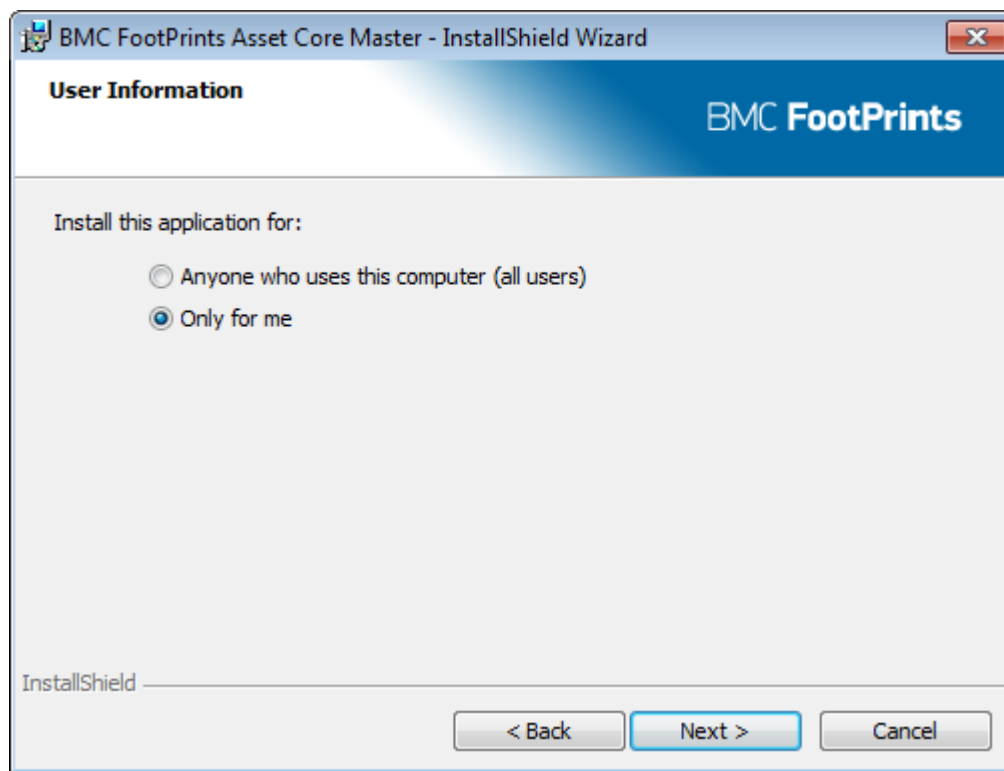 BMC FootPrints Asset Core Master - InstallShield Wizard
User Information
BMC FootPrints
Install this application for:
Anyone who uses this computer (all users)
Only for me
InstallShield
< Back
Next >
Cancel